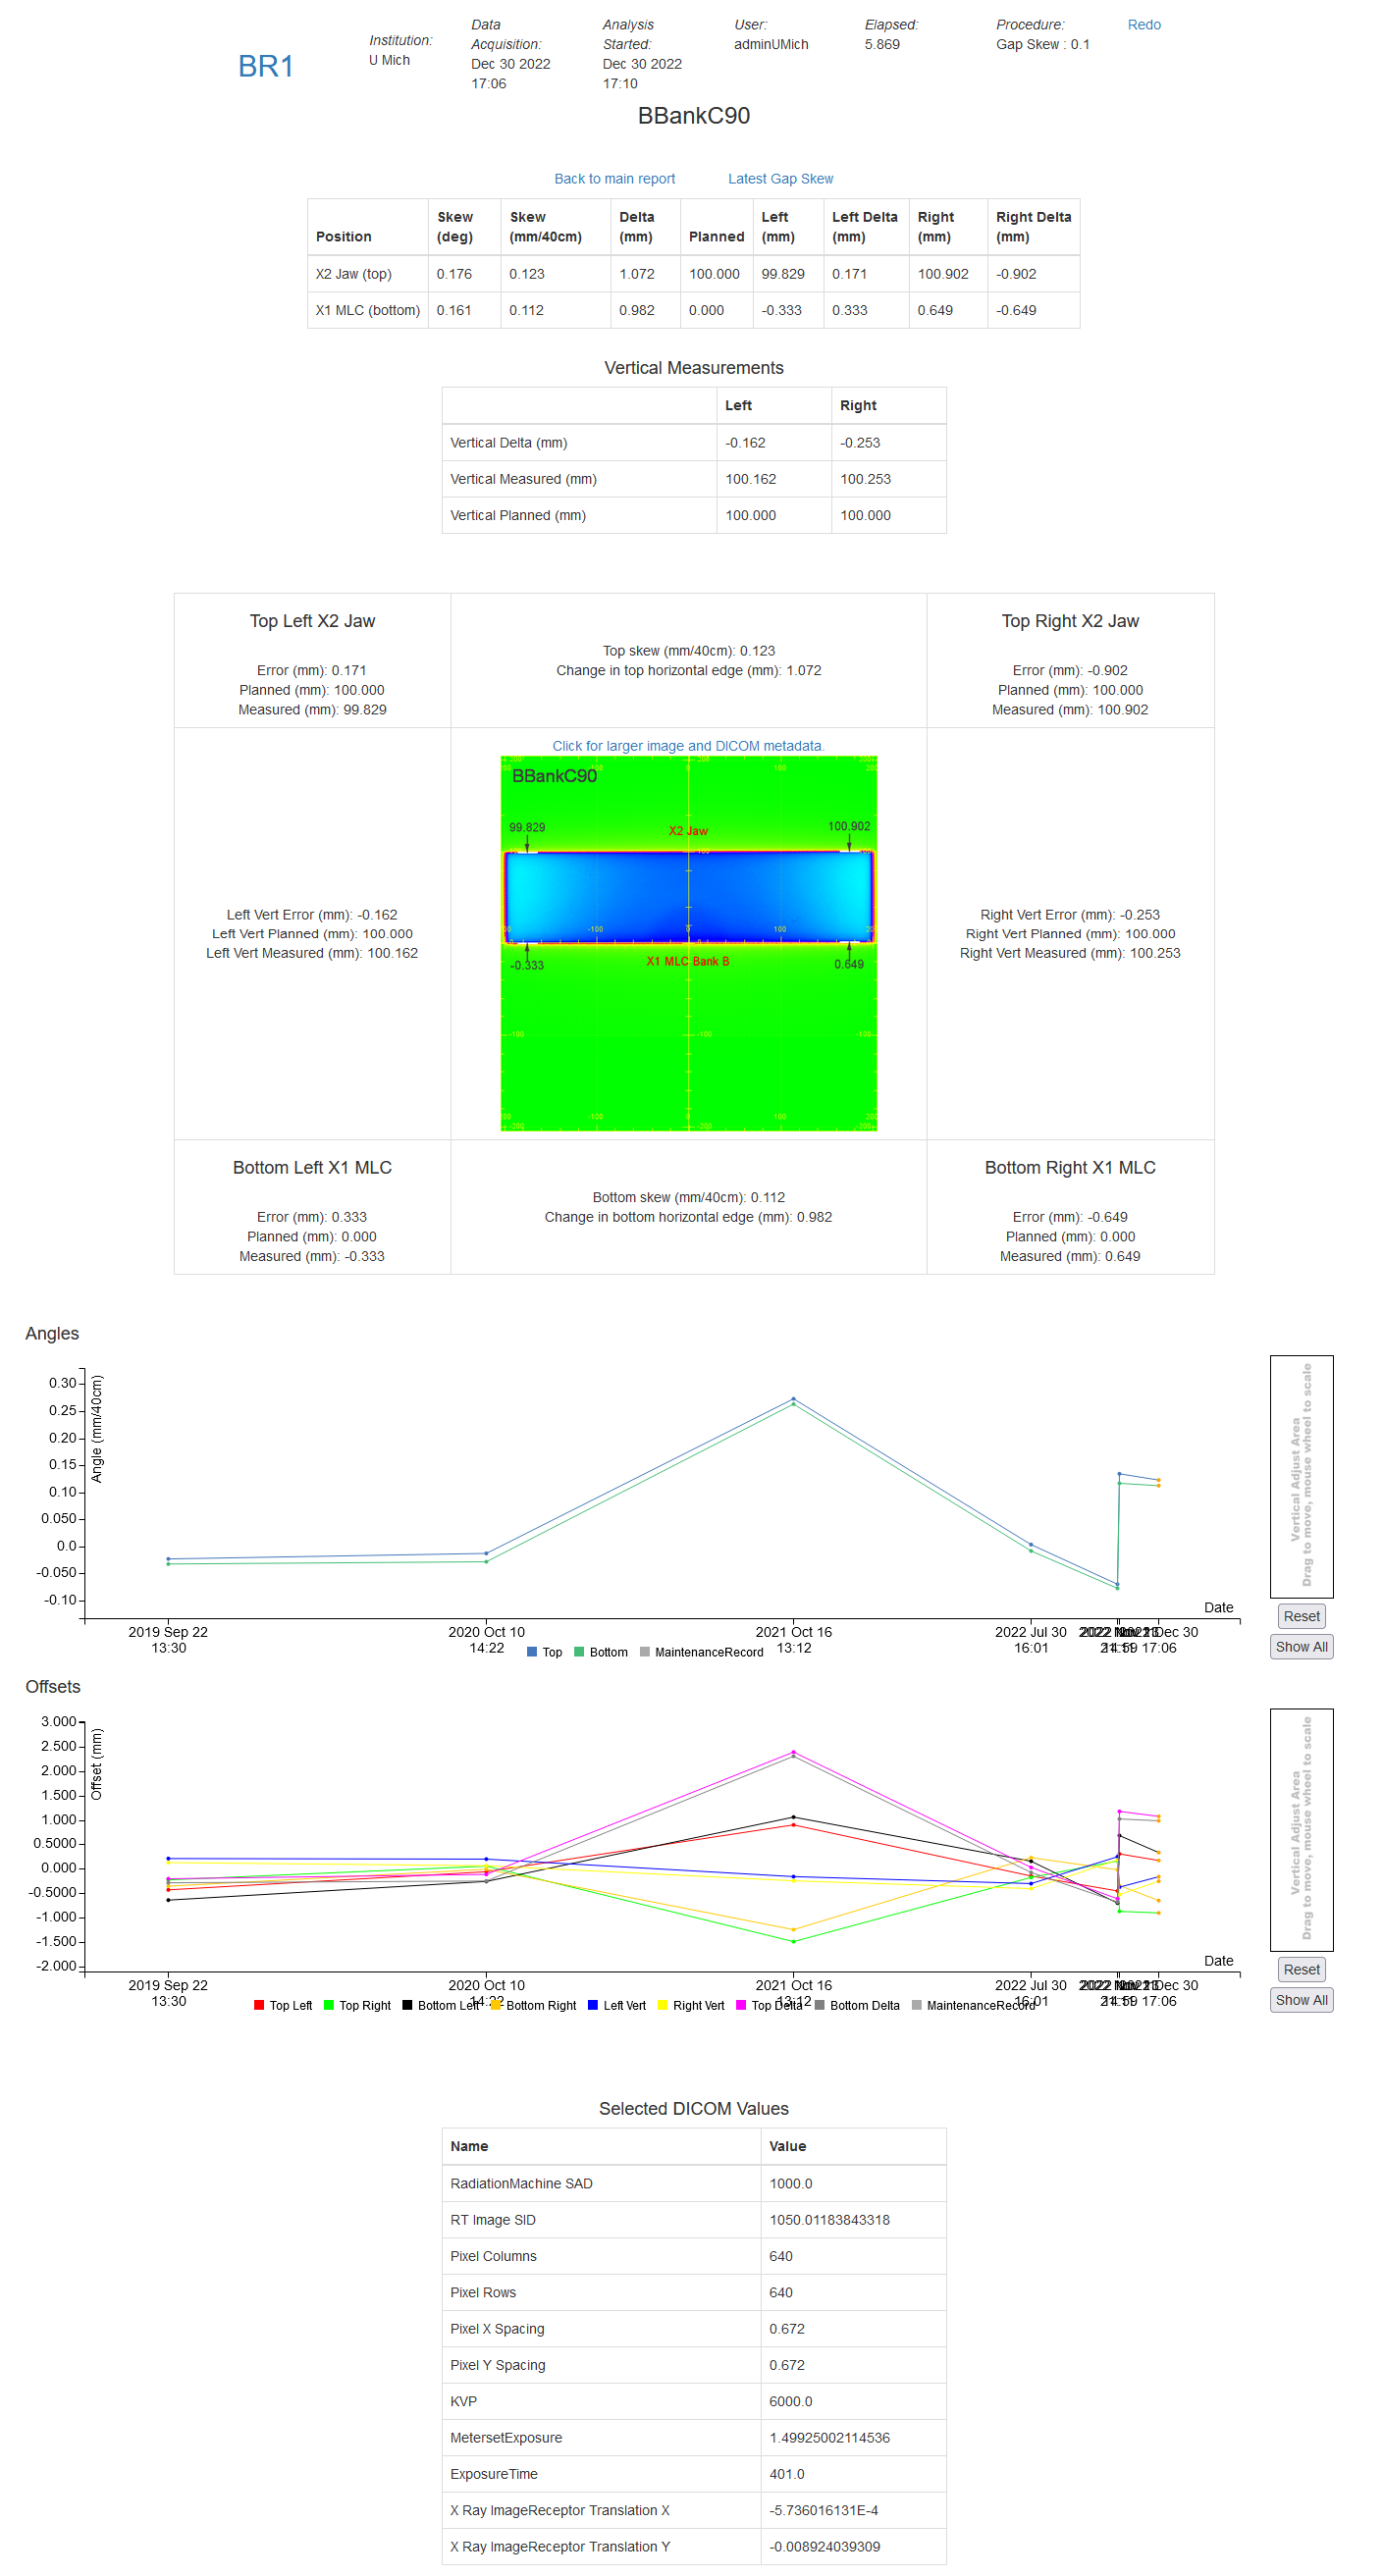 BR1
Institution:
U Mich
Data
Acquisition:
Dec 30 2022
17:06
Analysis
Started:
Dec 30 2022
17:10
User:
adminUMich
Elapsed:
5.869
Procedure:
Gap Skew : 0.1
Redo
BBankC90
Back to main report Latest Gap Skew
Position Skew (deg) Skew (mm/40cm) Delta (mm) Planned Left (mm) Left Delta (mm) Right (mm) Right Delta (mm)
X2 Jaw (top) 0.176 0.123 1.072 100.000 99.829 0.171 100.902 -0.902
X1 MLC (bottom) 0.161 0.112 0.982 0.000 -0.333 0.333 0.649 -0.649
Vertical Measurements
Left Right
Vertical Delta (mm) -0.162 -0.253
Vertical Measured (mm) 100.162 100.253
Vertical Planned (mm) 100.000 100.000
Top Left X2 Jaw
Error (mm): 0.171
Planned (mm): 100.000
Measured (mm): 99.829
Top skew (mm/40cm): 0.123
Change in top horizontal edge (mm): 1.072
Top Right X2 Jaw
Error (mm): -0.902
Planned (mm): 100.000
Measured (mm): 100.902
Left Vert Error (mm): -0.162
Left Vert Planned (mm): 100.000
Left Vert Measured (mm): 100.162
Click for larger image and DICOM metadata.
BBankC90
99.829
X2 Jaw
100.902
-0.333
X1 MLC Bank B
0.649
Right Vert Error (mm): -0.253
Right Vert Planned (mm): 100.000
Right Vert Measured (mm): 100.253
Bottom Left X1 MLC
Error (mm): 0.333
Planned (mm): 0.000
Measured (mm): -0.333
Bottom skew (mm/40cm): 0.112
Change in bottom horizontal edge (mm): 0.982
Bottom Right X1 MLC
Error (mm): -0.649
Planned (mm): 0.000
Measured (mm): 0.649
Angles
Angle (mm/40cm)
0.30
0.25
0.20
0.15
0.10
0.050
0.0
-0.050
-0.10
Date
2019 Sep 22
13:30
2020 Oct 10
14:22
2021 Oct 16
13:12
2022 Jul 30
16:01
Dec 30
17:06
Top Bottom MaintenanceRecord
Vertical Adjust Area
Drag to move, mouse wheel to scale
Reset
Show All
Offsets
Offset (mm)
3.000
2.500
2.000
1.500
1.000
0.5000
0.000
-0.5000
-1.000
-1.500
-2.000
Date
2019 Sep 22
13:30
2020 Oct 10
14:22
2021 Oct 16
13:12
2022 Jul 30
16:01
Dec 30
17:06
Top Left Top Right Bottom Left Bottom Right Left Vert Right Vert Top Delta Bottom Delta MaintenanceRecord
Vertical Adjust Area
Drag to move, mouse wheel to scale
Reset
Show All
Selected DICOM Values
Name Value
RadiationMachine SAD 1000.0
RT Image SID 1050.01183843318
Pixel Columns 640
Pixel Rows 640
Pixel X Spacing 0.672
Pixel Y Spacing 0.672
KVP 6000.0
MetersetExposure 1.49925002114536
ExposureTime 401.0
X Ray ImageReceptor Translation X -5.736016131E-4
X Ray ImageReceptor Translation Y -0.008924039309